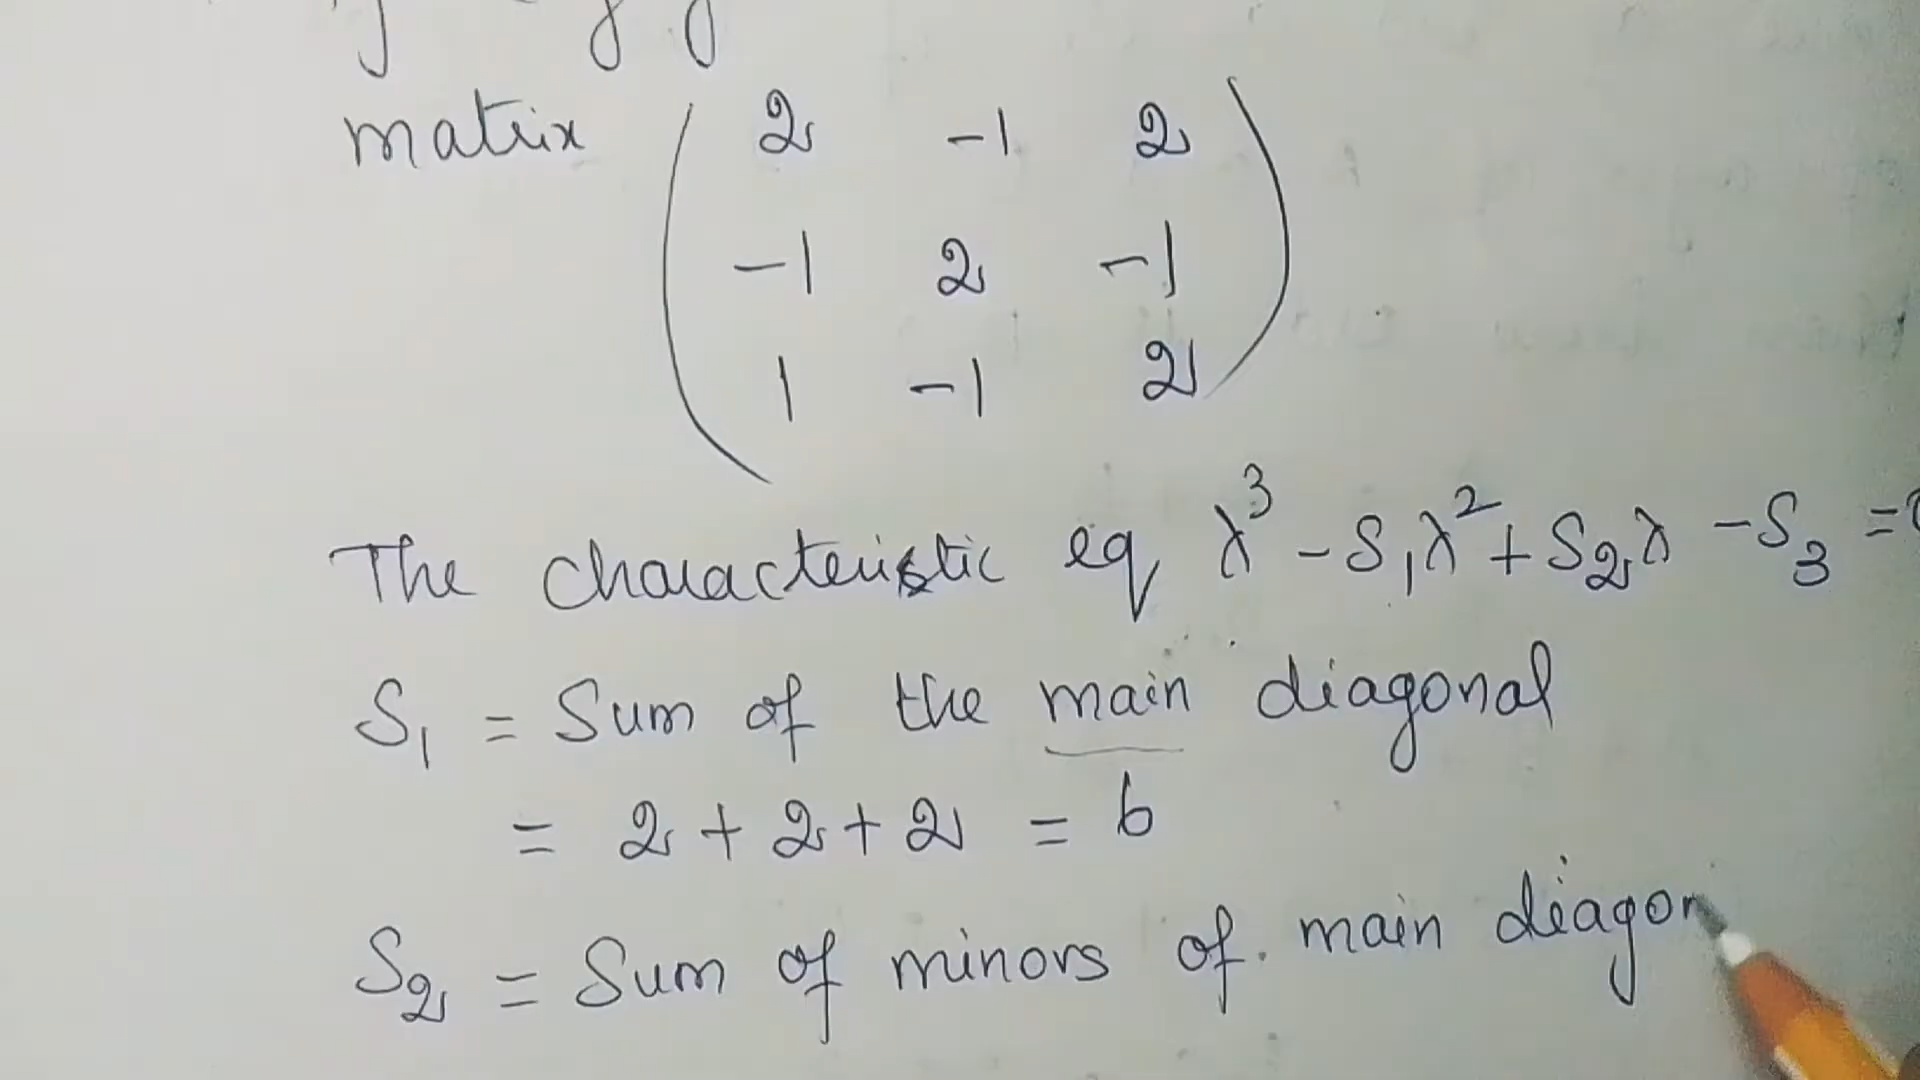 matrix ( 2 -1 2
-1 2 -1
1 -1 2 )
The characteristic eq λ³ - S₁λ² + S₂λ - S₃ =
S₁ = Sum of the main diagonal
= 2 + 2 + 2 = 6
S₂ = Sum of minors of main diagon